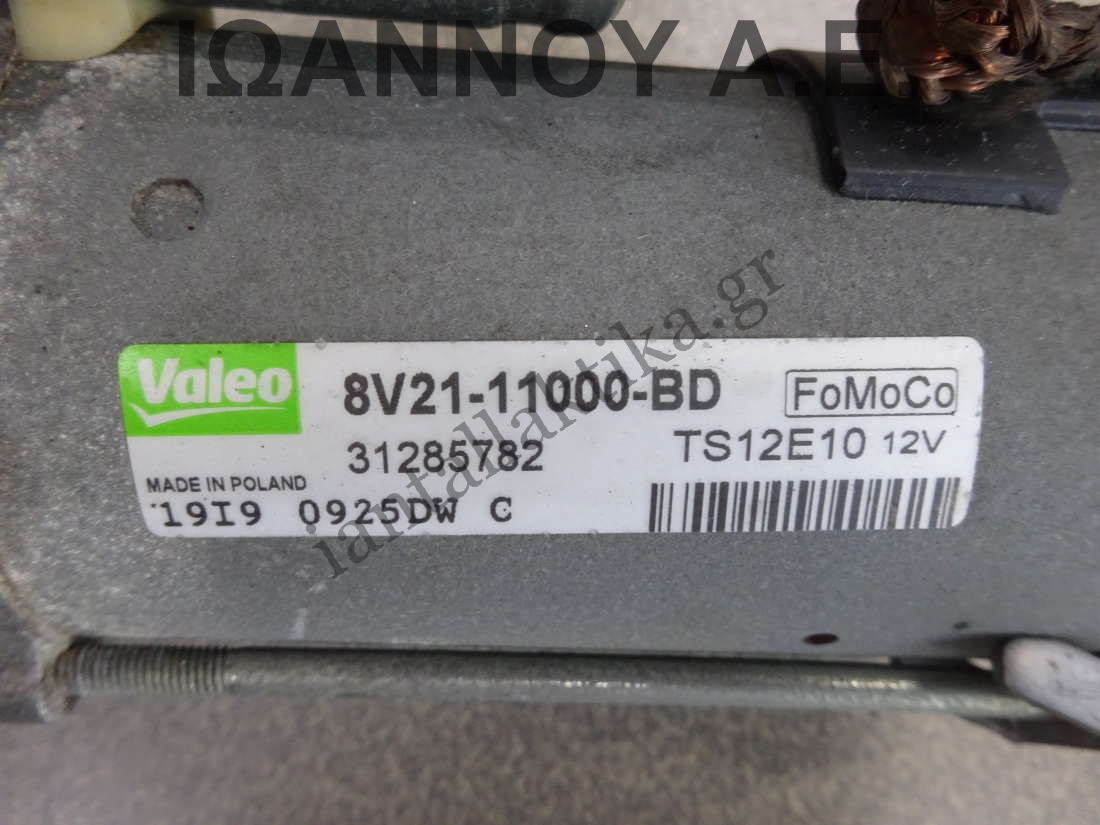 ΙΩΑΝΝΟΥ Α.Ε.
Valeo
8V21-11000-BD
FoMoCo
31285782
TS12E10 12V
MADE IN POLAND
19I9 0925DW C
iantallaktika.gr